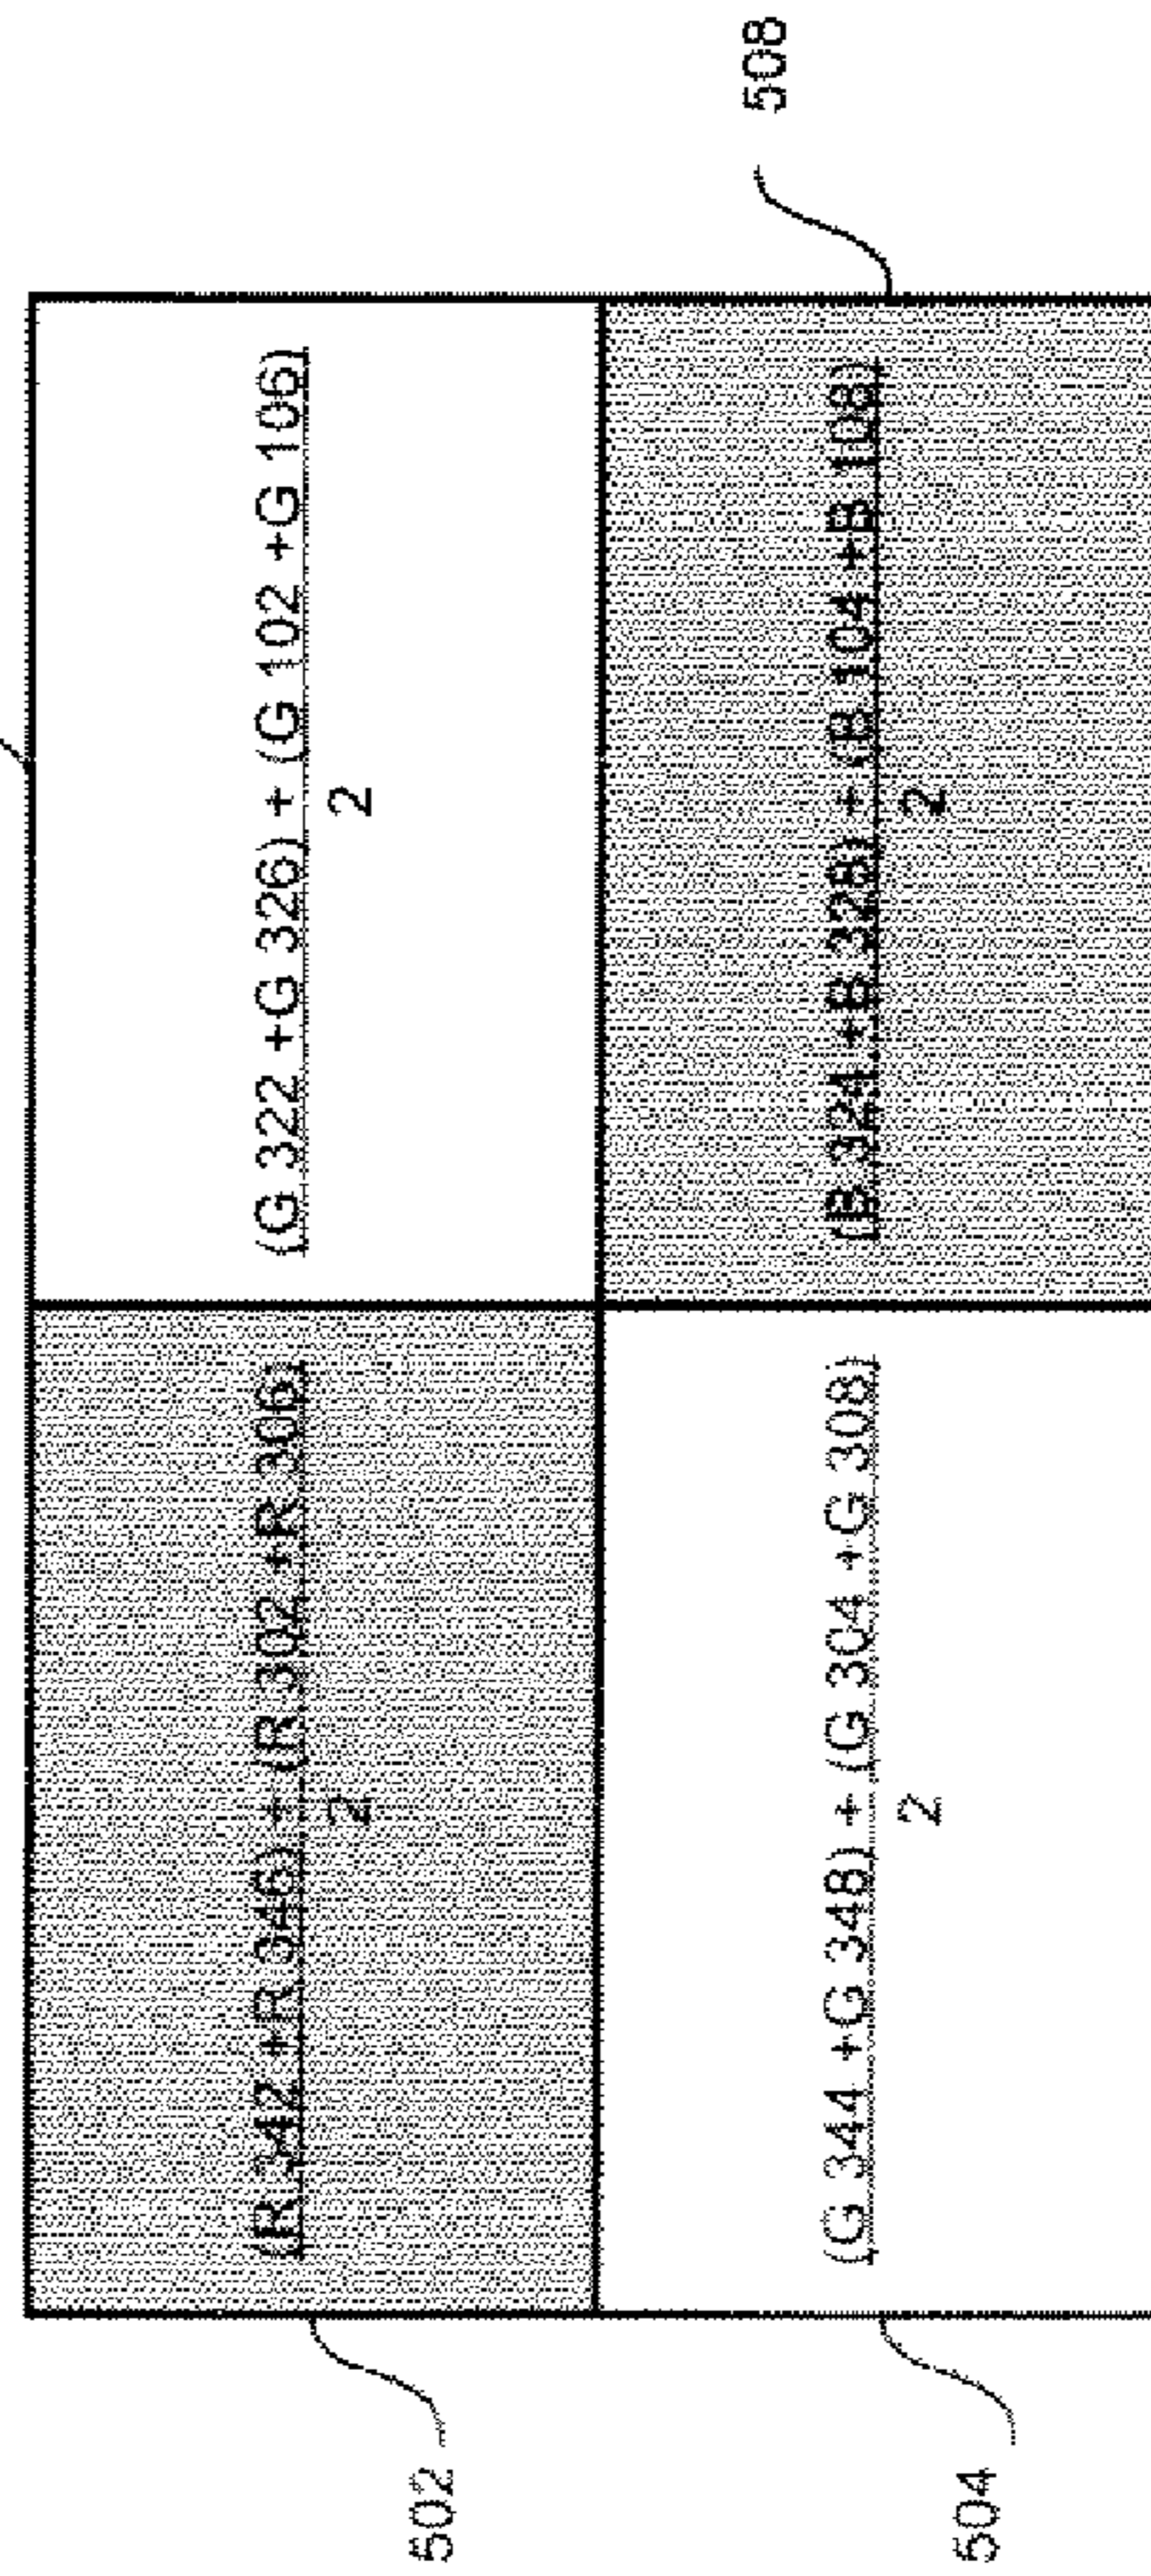 (R 342 +R 346) + (R 302 +R 306)
2
(G 322 +G 326) + (G 102 +G 106)
2
502
(G 344 +G 348) + (G 304 +G 308)
2
(B 324 +B 328) + (B 104 +B 108)
2
504
508